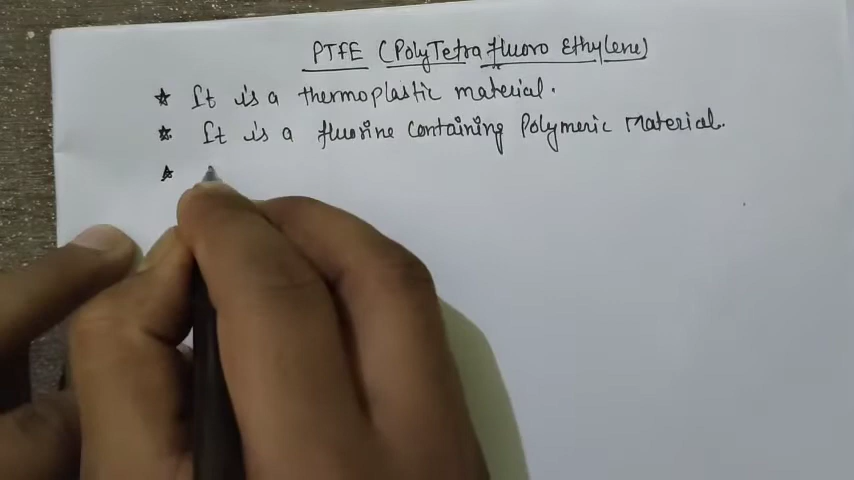 PTFE (PolyTetra fluoro Ethylene)
☆ It is a thermoplastic material.
☆ It is a fluorine containing Polymeric Material.
☆